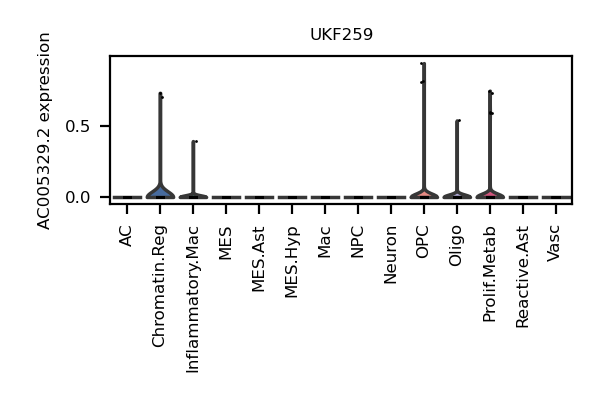 UKF259
AC005329.2 expression
0.5
0.0
AC
Chromatin.Reg
Inflammatory.Mac
MES
MES.Ast
MES.Hyp
Mac
NPC
Neuron
OPC
Oligo
Prolif.Metab
Reactive.Ast
Vasc